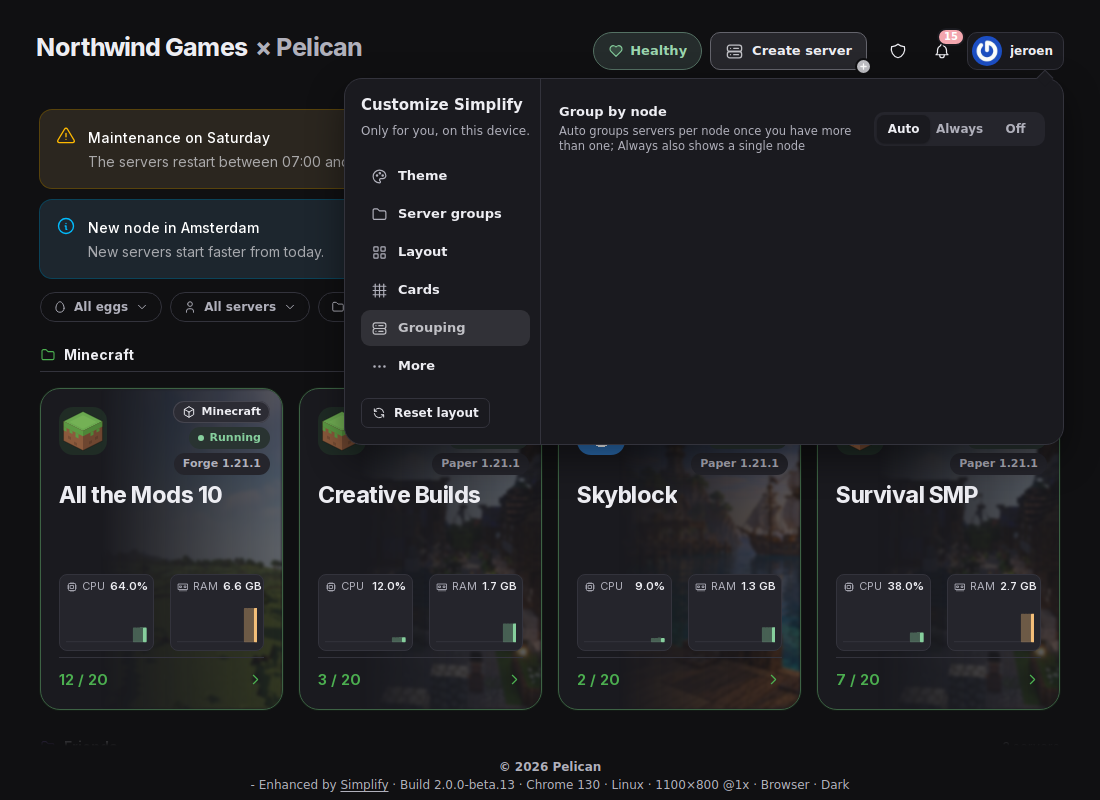 Northwind Games × Pelican
Healthy
Create server
15
jeroen
Maintenance on Saturday
The servers restart between 07:00 and
New node in Amsterdam
New servers start faster from today.
All eggs
All servers
Customize Simplify
Only for you, on this device.
Theme
Server groups
Layout
Cards
Grouping
More
Reset layout
Group by node
Auto groups servers per node once you have more
than one; Always also shows a single node
Auto
Always
Off
Minecraft
Minecraft
Running
Forge 1.21.1
All the Mods 10
CPU 64.0%
RAM 6.6 GB
12 / 20
Paper 1.21.1
Creative Builds
CPU 12.0%
RAM 1.7 GB
3 / 20
Paper 1.21.1
Skyblock
CPU 9.0%
RAM 1.3 GB
2 / 20
Paper 1.21.1
Survival SMP
CPU 38.0%
RAM 2.7 GB
7 / 20
Friends
© 2026 Pelican
- Enhanced by Simplify · Build 2.0.0-beta.13 · Chrome 130 · Linux · 1100×800 @1x · Browser · Dark